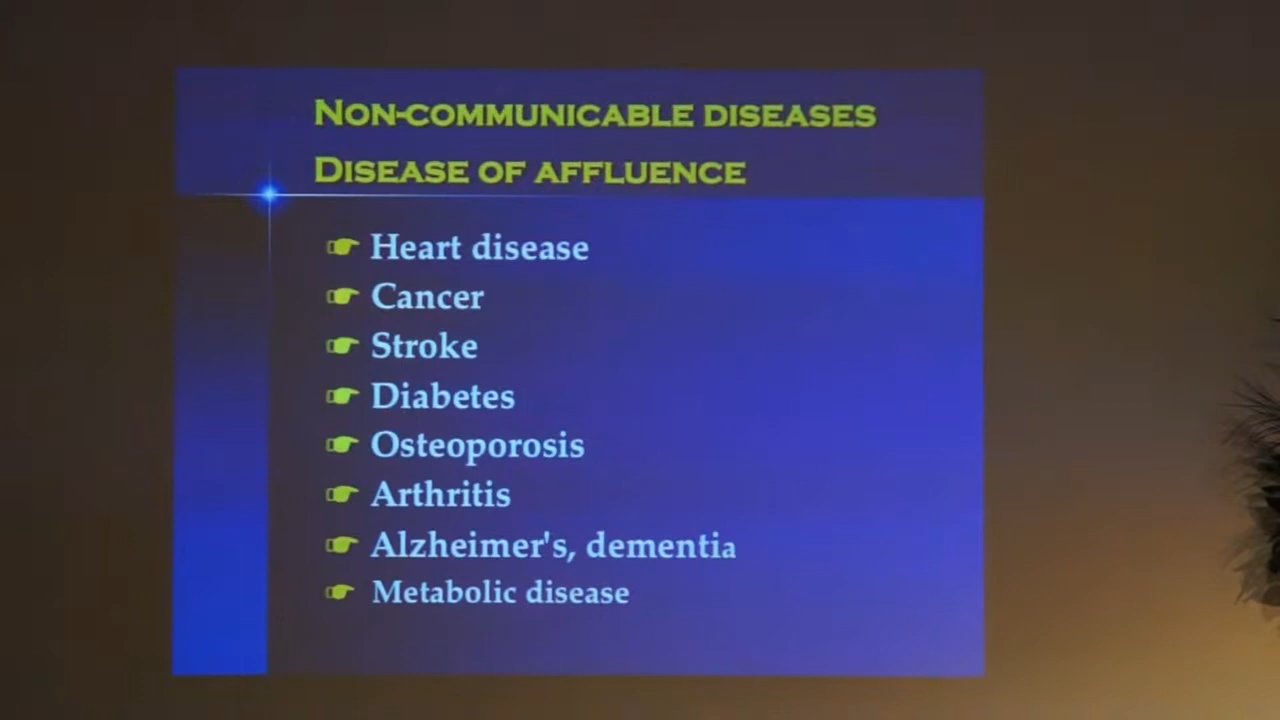 Non-communicable diseases
Disease of affluence
Heart disease
Cancer
Stroke
Diabetes
Osteoporosis
Arthritis
Alzheimer's, dementia
Metabolic disease